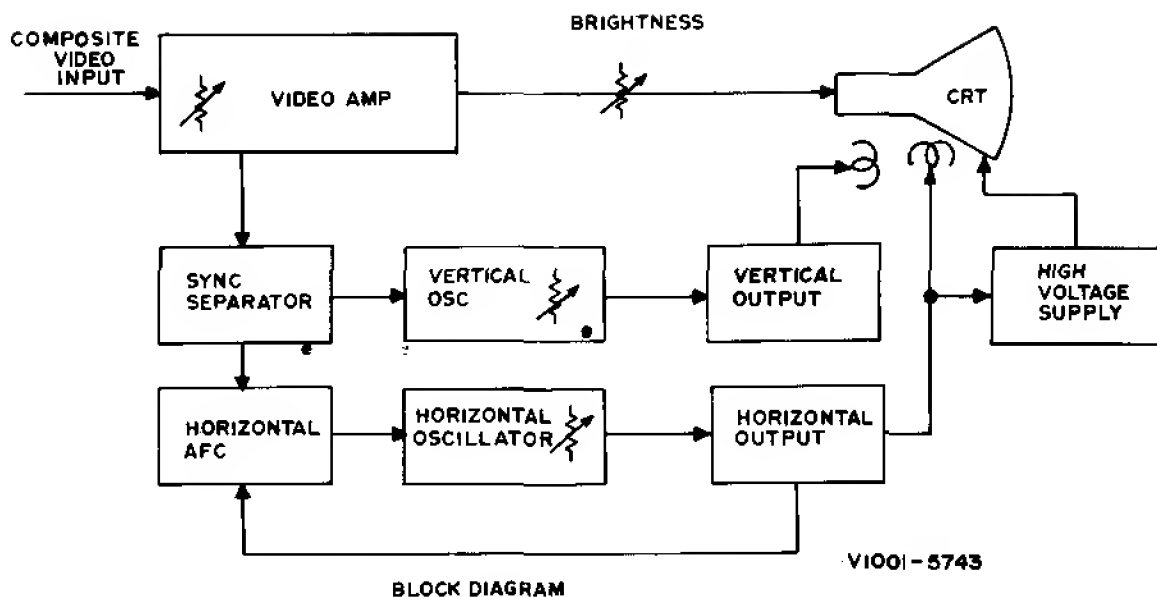 BRIGHTNESS
COMPOSITE
VIDEO
INPUT
VIDEO AMP
CRT
SYNC
SEPARATOR
VERTICAL
OSC
VERTICAL
OUTPUT
HIGH
VOLTAGE
SUPPLY
HORIZONTAL
AFC
HORIZONTAL
OSCILLATOR
HORIZONTAL
OUTPUT
V1001-5743
BLOCK DIAGRAM